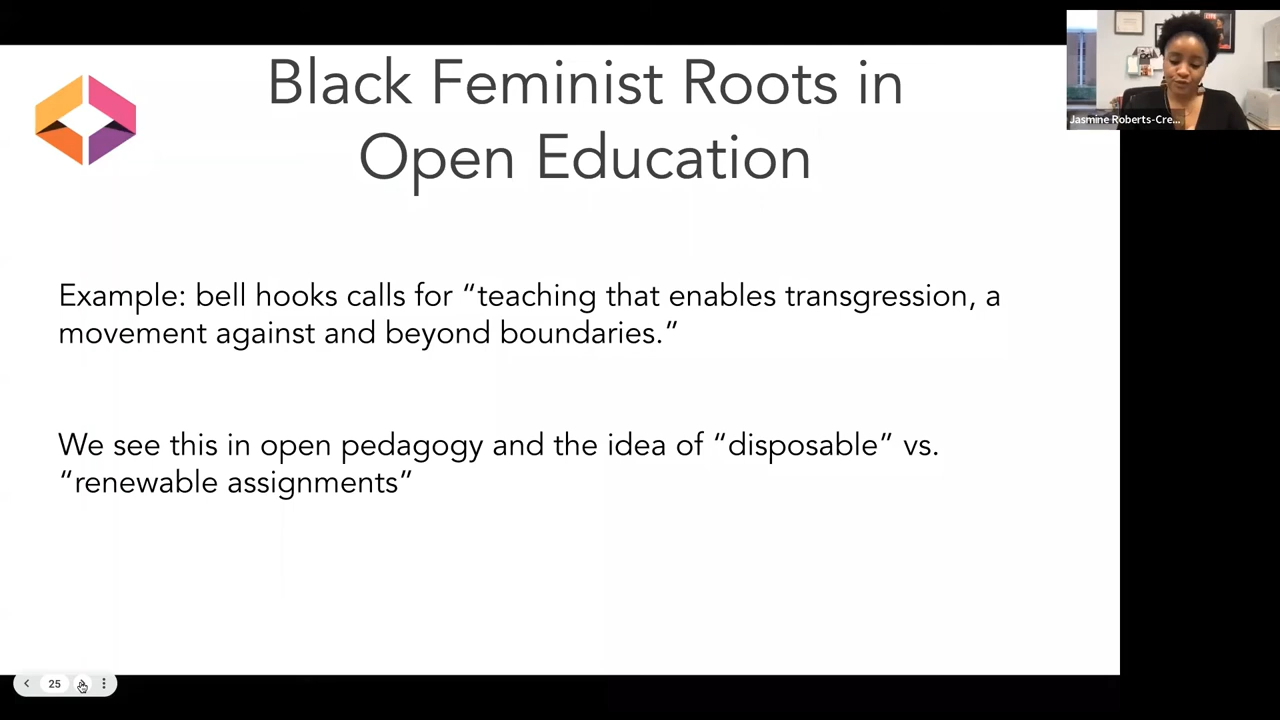 Black Feminist Roots in
Open Education
Jasmine Roberts-Cre...
Example: bell hooks calls for “teaching that enables transgression, a
movement against and beyond boundaries.”
We see this in open pedagogy and the idea of “disposable” vs.
“renewable assignments”
25